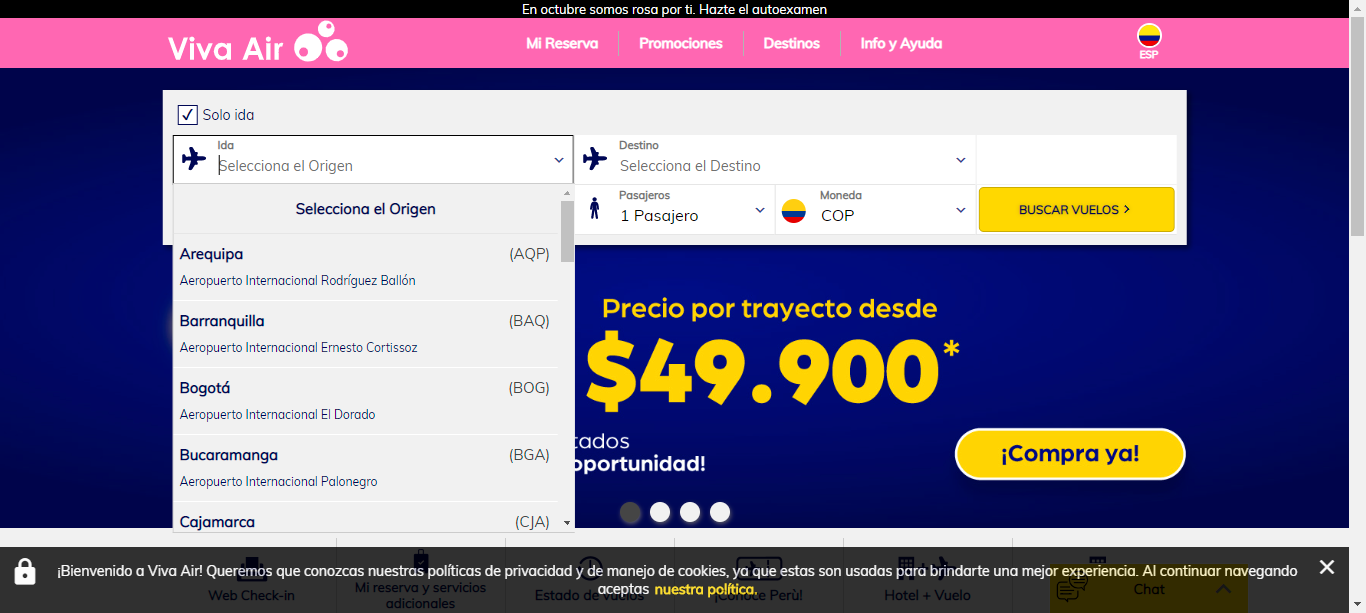 En octubre somos rosa por ti. Hazte el autoexamen
Viva Air
Mi Reserva
Promociones
Destinos
Info y Ayuda
ESP
Solo ida
Ida
Selecciona el Origen
Destino
Selecciona el Destino
Pasajeros
1 Pasajero
Moneda
COP
BUSCAR VUELOS >
Selecciona el Origen
Arequipa (AQP)
Aeropuerto Internacional Rodríguez Ballón
Barranquilla (BAQ)
Aeropuerto Internacional Ernesto Cortissoz
Bogotá (BOG)
Aeropuerto Internacional El Dorado
Bucaramanga (BGA)
Aeropuerto Internacional Palonegro
Cajamarca (CJA)
Precio por trayecto desde
$49.900*
tados
oportunidad!
¡Compra ya!
¡Bienvenido a Viva Air! Queremos que conozcas nuestras políticas de privacidad y de manejo de cookies, ya que estas son usadas para brindarte una mejor experiencia. Al continuar navegando
aceptas nuestra política.
Web Check-in
Mi reserva y servicios
adicionales
Estado de vuelos
¡Conoce Perù!
Hotel + Vuelo
Chat